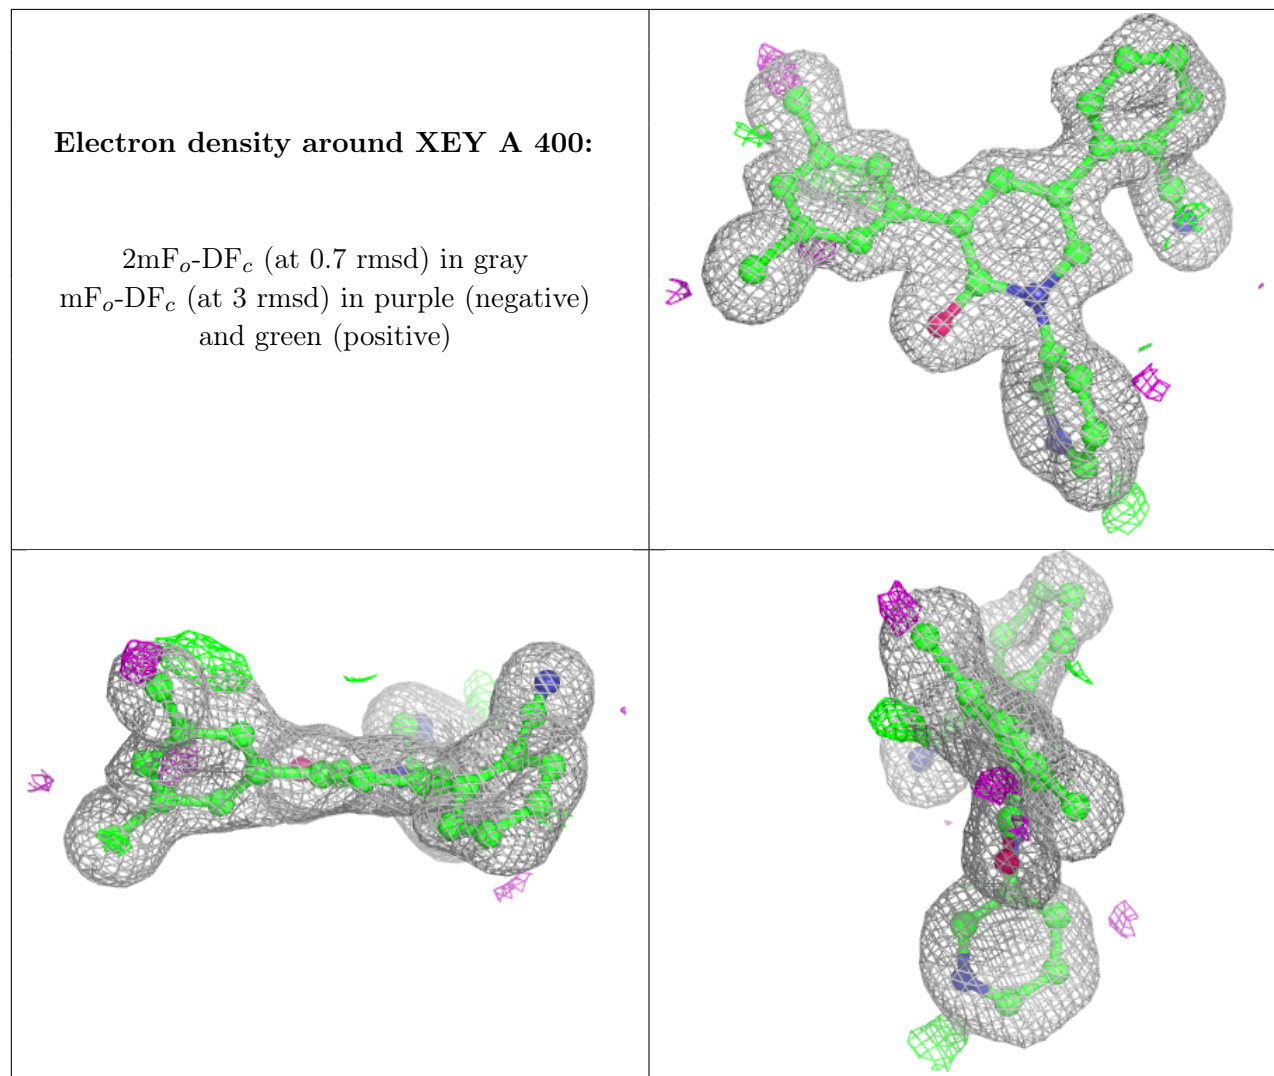 Electron density around XEY A 400:
2mFo-DFc (at 0.7 rmsd) in gray
mFo-DFc (at 3 rmsd) in purple (negative)
and green (positive)